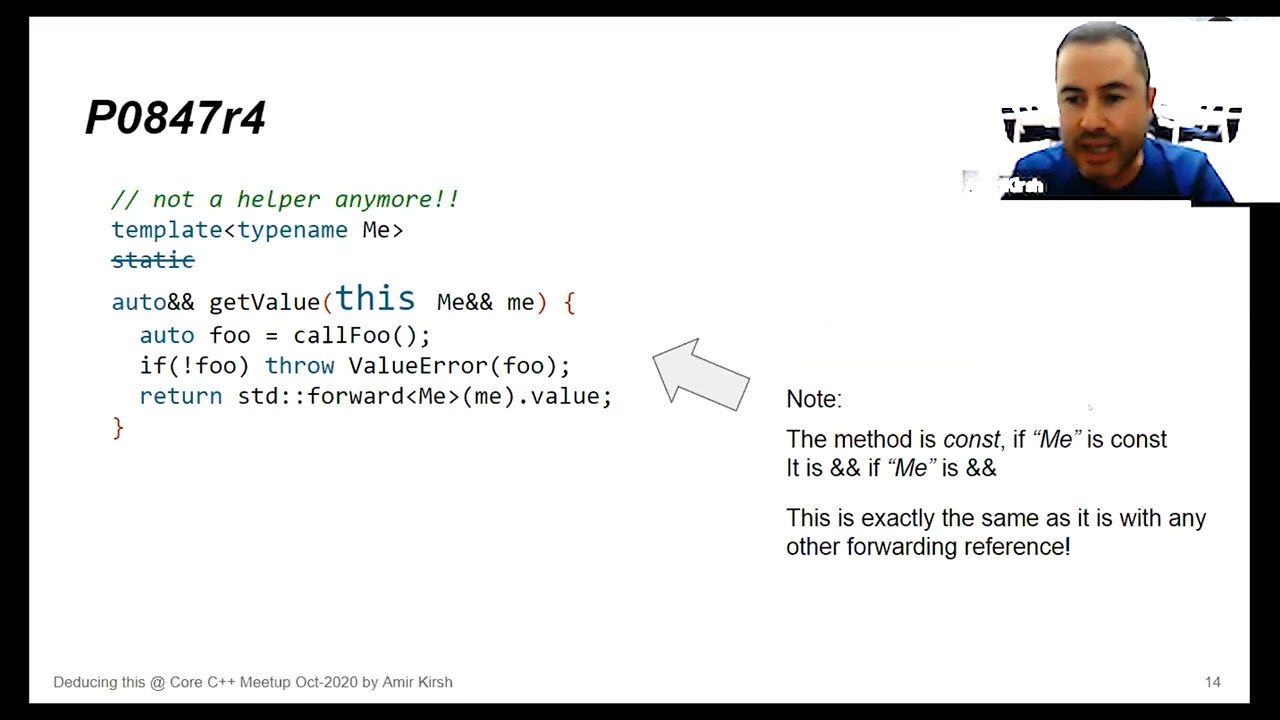 P0847r4
// not a helper anymore!!
template<typename Me>
static
auto&& getValue(this Me&& me) {
auto foo = callFoo();
if(!foo) throw ValueError(foo);
return std::forward<Me>(me).value;
}
Note:
The method is const, if “Me” is const
It is && if “Me” is &&
This is exactly the same as it is with any
other forwarding reference!
Kirsh
Deducing this @ Core C++ Meetup Oct-2020 by Amir Kirsh
14